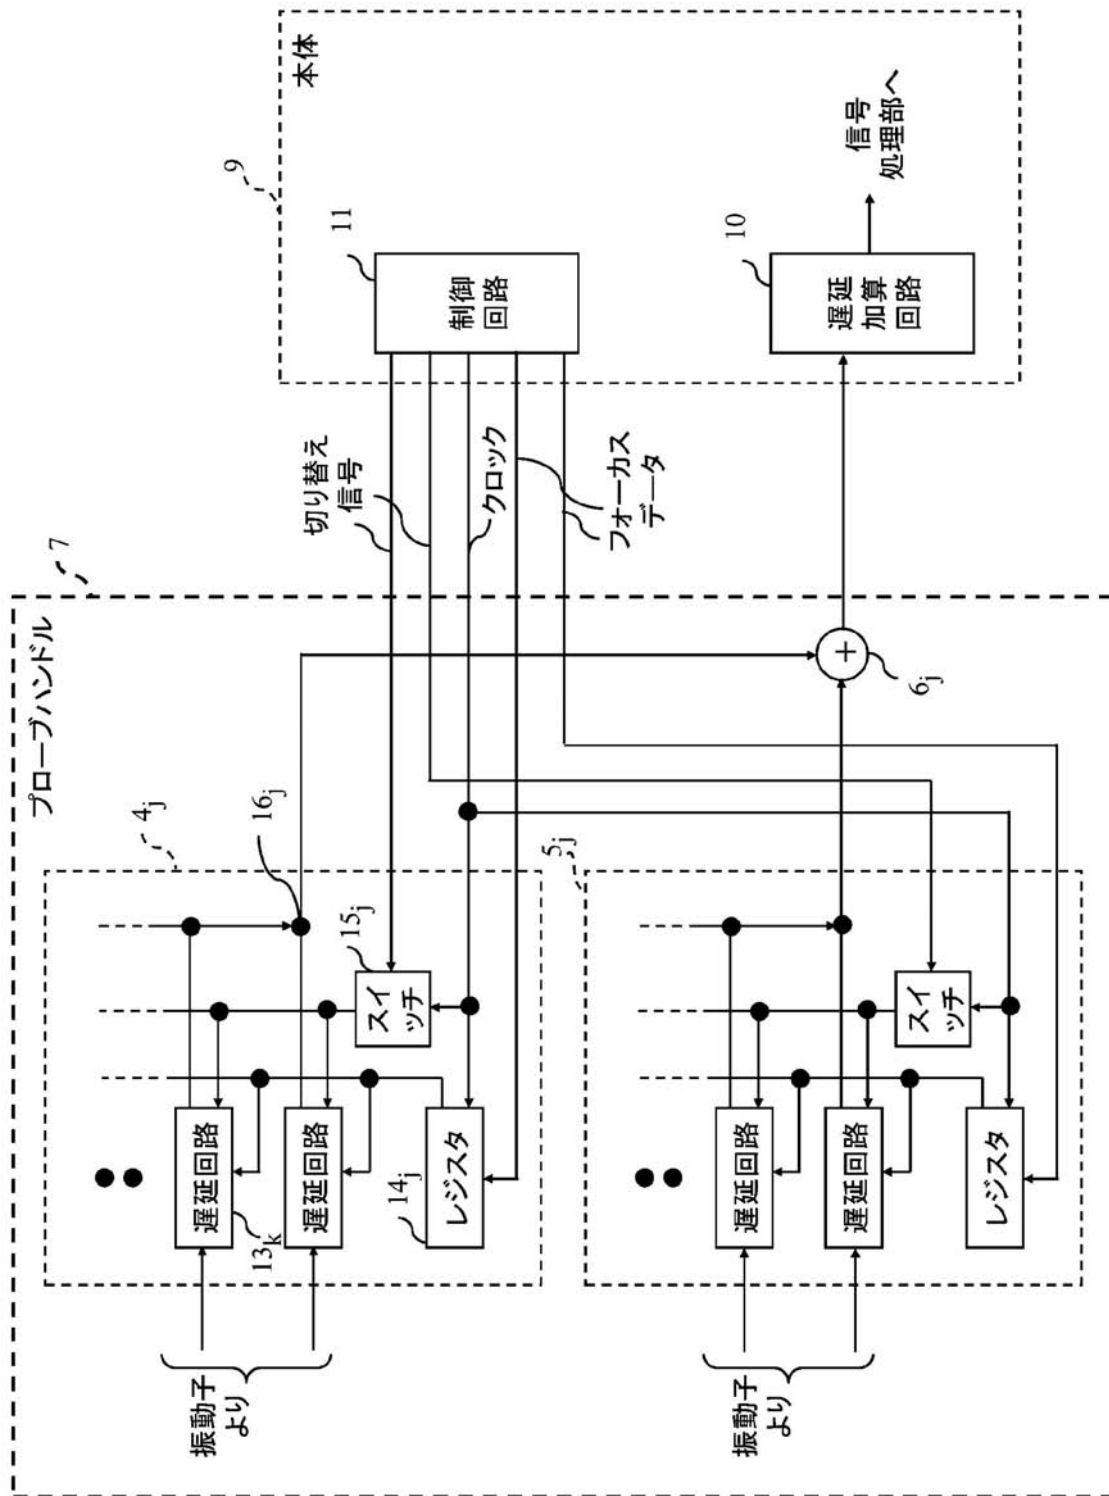 プローブハンドル
7
本体
9
4j
16j
15j
スイ
ッチ
遅延回路
遅延回路
13k
14j
レジスタ
振動子
より
切り替え
信号
クロック
フォーカス
データ
11
制御
回路
10
遅延
加算
回路
信号
処理部へ
6j
5j
スイ
ッチ
遅延回路
遅延回路
レジスタ
振動子
より